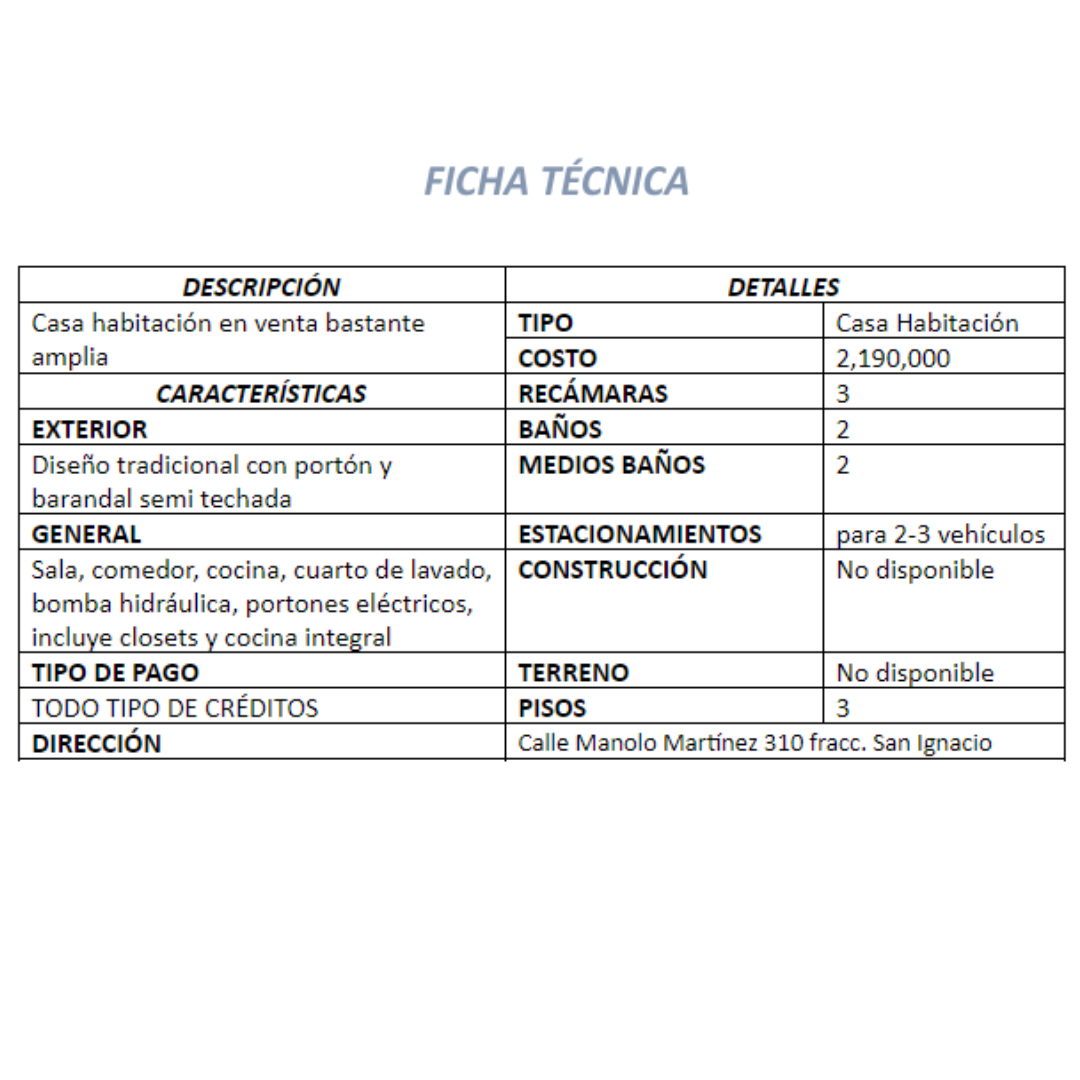 FICHA TÉCNICA
DESCRIPCIÓN DETALLES
Casa habitación en venta bastante TIPO Casa Habitación
amplia COSTO 2,190,000
CARACTERÍSTICAS RECÁMARAS 3
EXTERIOR BAÑOS 2
Diseño tradicional con portón y MEDIOS BAÑOS 2
barandal semi techada
GENERAL ESTACIONAMIENTOS para 2-3 vehículos
Sala, comedor, cocina, cuarto de lavado, CONSTRUCCIÓN No disponible
bomba hidráulica, portones eléctricos,
incluye closets y cocina integral
TIPO DE PAGO TERRENO No disponible
TODO TIPO DE CRÉDITOS PISOS 3
DIRECCIÓN Calle Manolo Martínez 310 fracc. San Ignacio